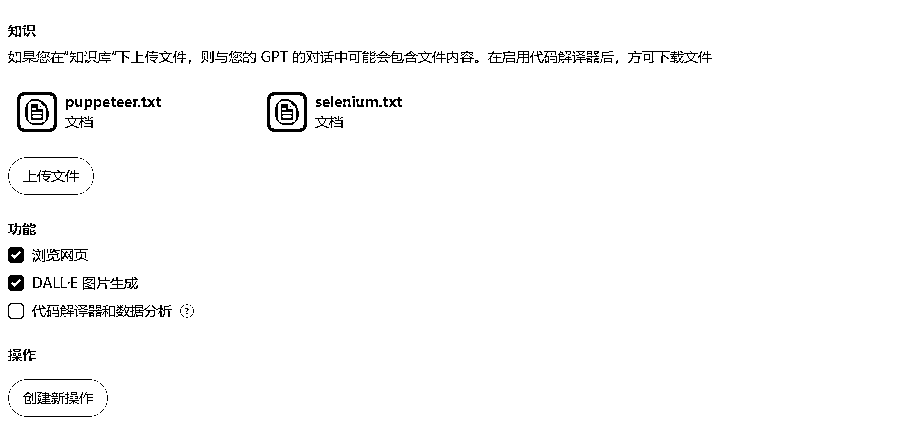 知识
如果您在“知识库”下上传文件，则与您的 GPT 的对话中可能会包含文件内容。在启用代码解译器后，方可下载文件
puppeteer.txt
文档
selenium.txt
文档
上传文件
功能
浏览网页
DALL·E 图片生成
代码解译器和数据分析 ?
操作
创建新操作